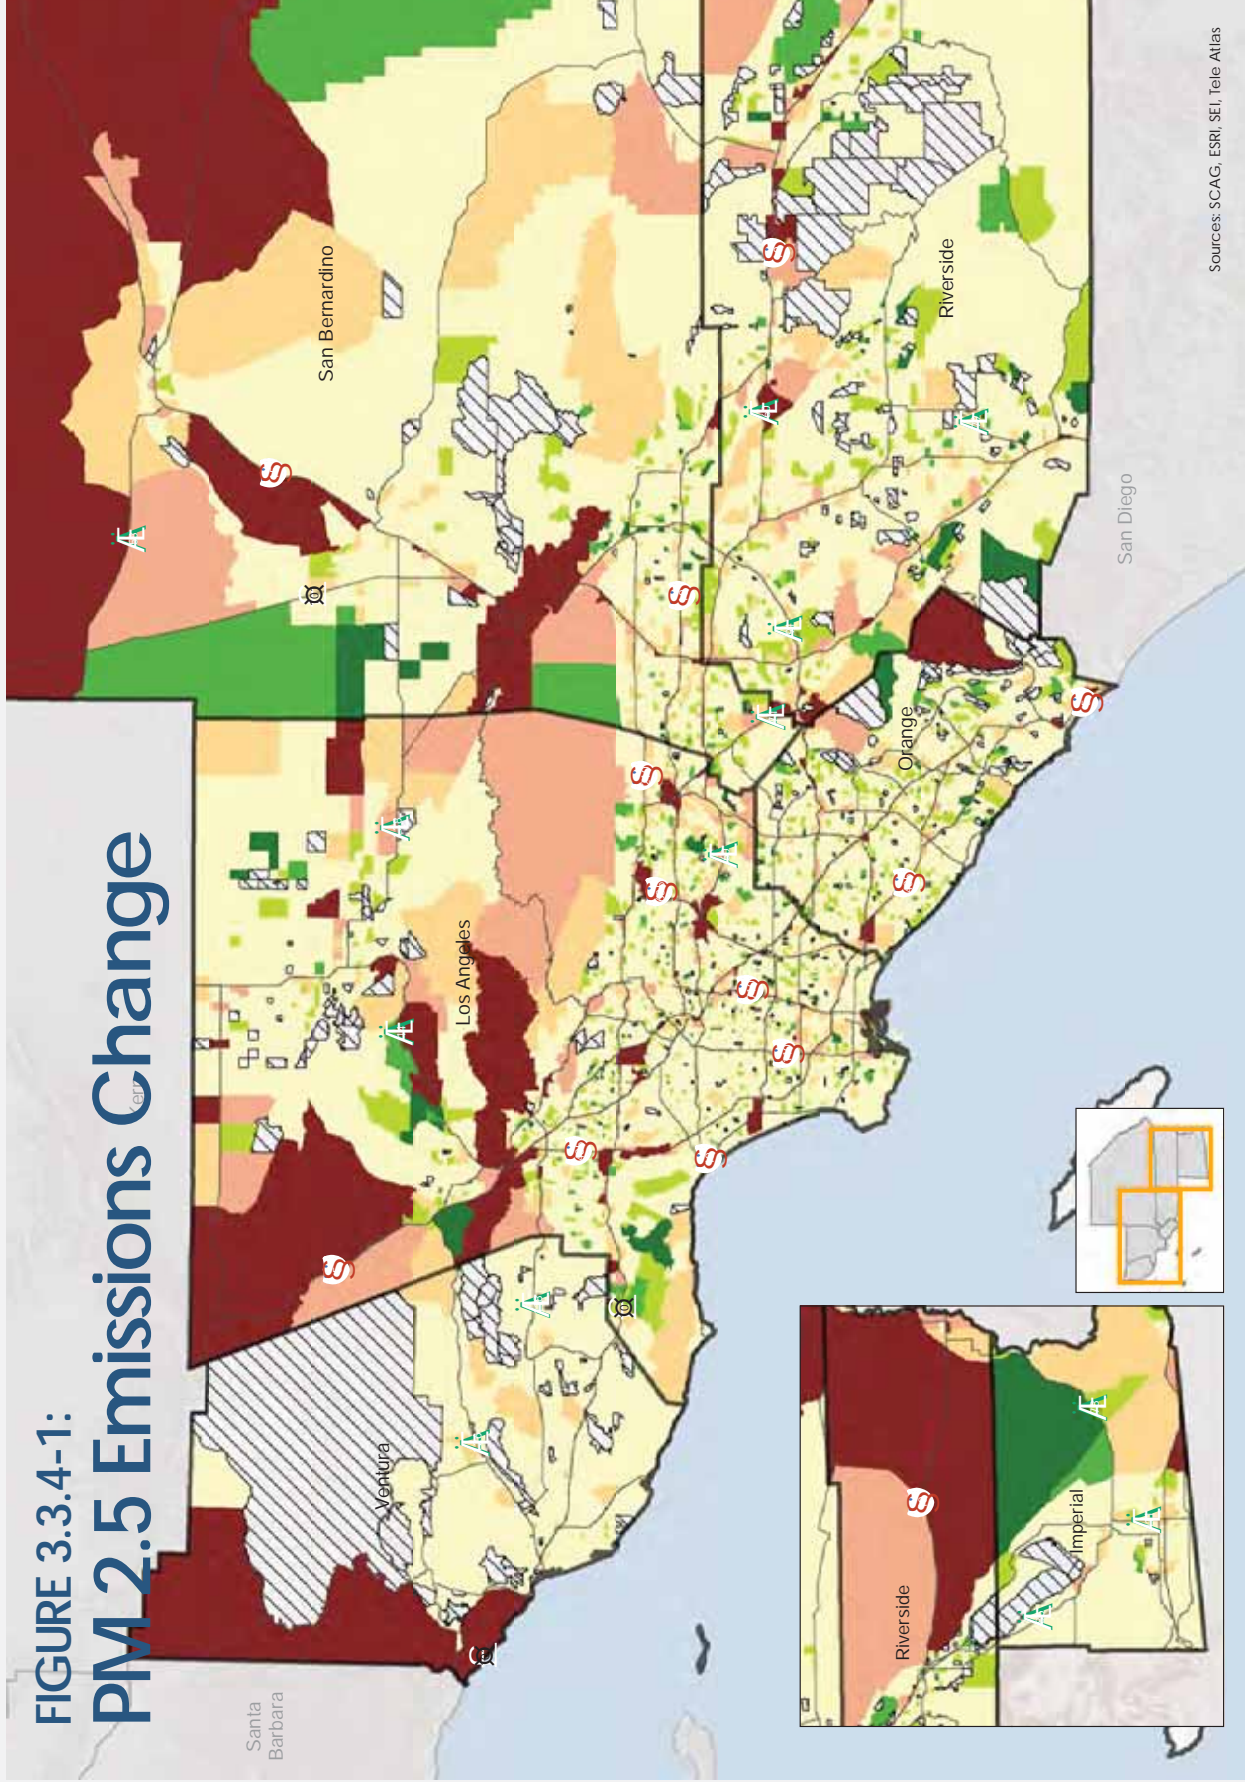 FIGURE 3.3.4-1:
PM 2.5 Emissions Change
Kern
Santa
Barbara
Ventura
Los Angeles
San Bernardino
Orange
Riverside
San Diego
Riverside
Imperial
Sources: SCAG, ESRI, SEI, Tele Atlas